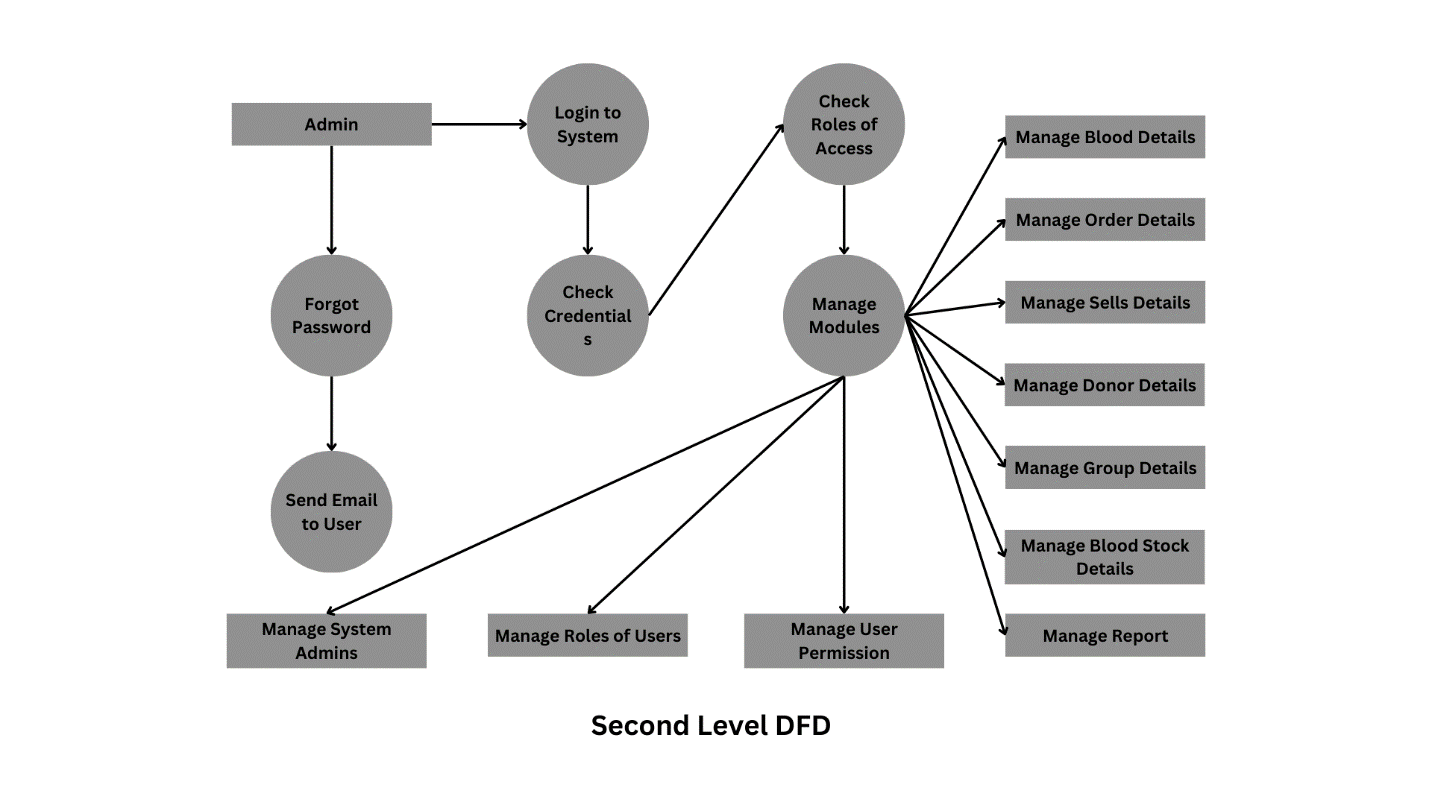 Admin
Login to
System
Check
Roles of
Access
Manage Blood Details
Manage Order Details
Manage Sells Details
Manage Donor Details
Manage Group Details
Manage Blood Stock
Details
Manage Report
Forgot
Password
Check
Credential
s
Manage
Modules
Send Email
to User
Manage System
Admins
Manage Roles of Users
Manage User
Permission
Second Level DFD